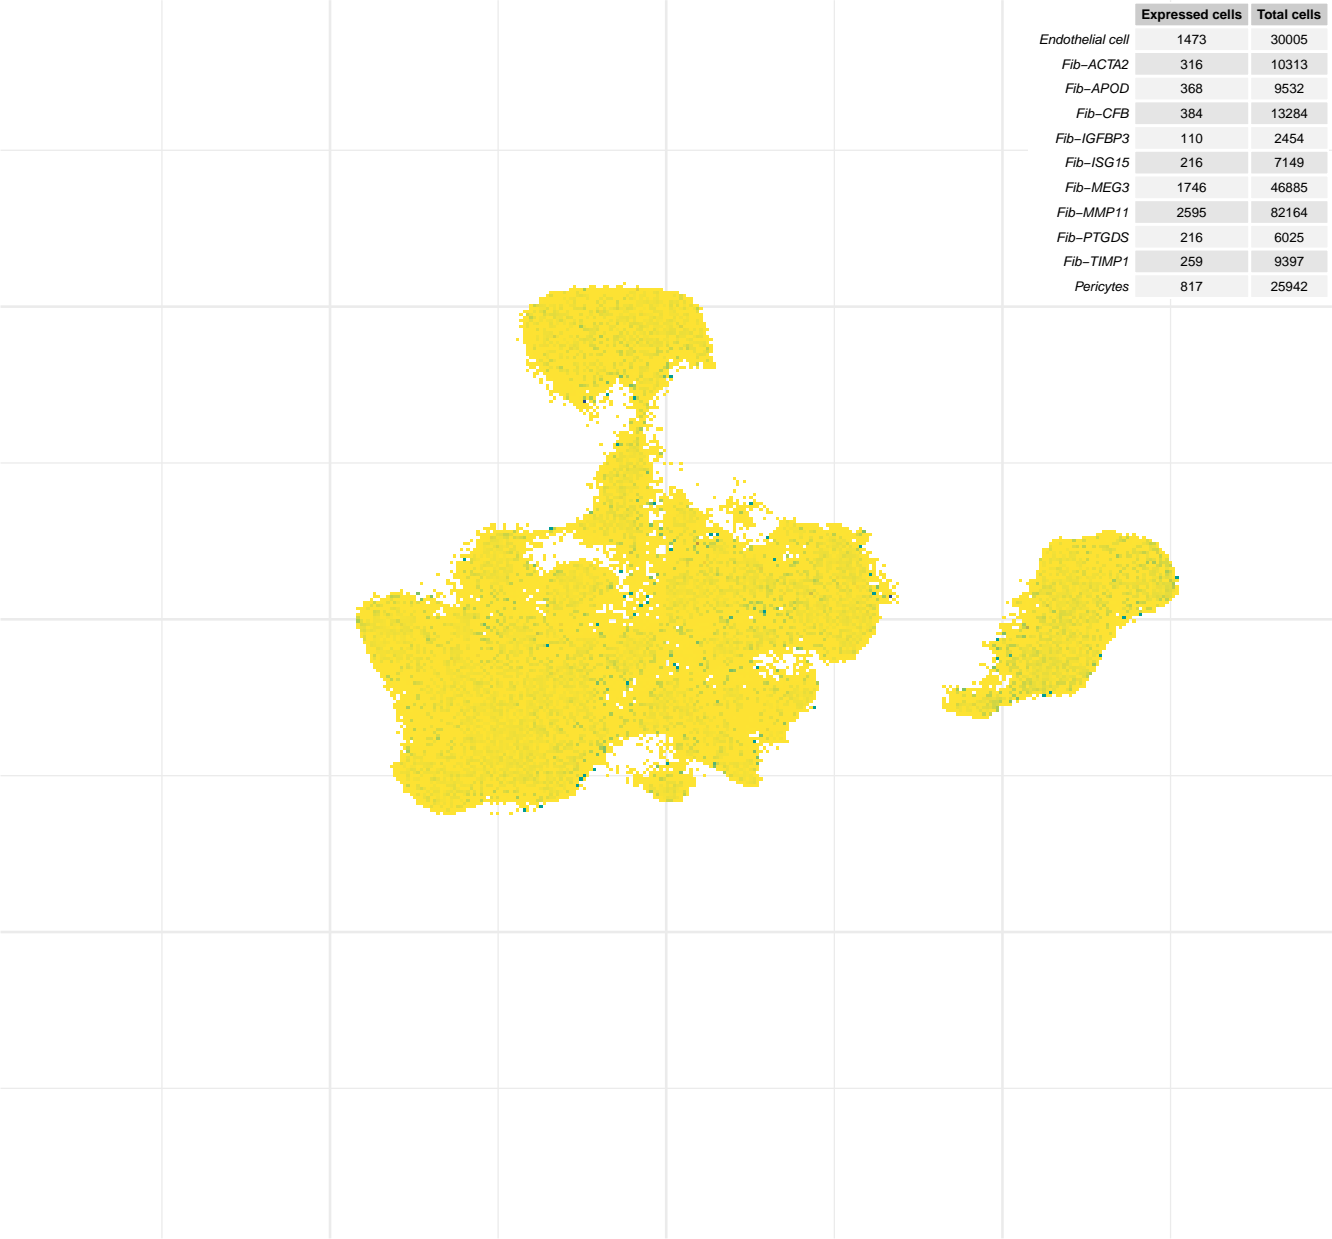 Expressed cells Total cells
Endothelial cell 1473 30005
Fib−ACTA2 316 10313
Fib−APOD 368 9532
Fib−CFB 384 13284
Fib−IGFBP3 110 2454
Fib−ISG15 216 7149
Fib−MEG3 1746 46885
Fib−MMP11 2595 82164
Fib−PTGDS 216 6025
Fib−TIMP1 259 9397
Pericytes 817 25942